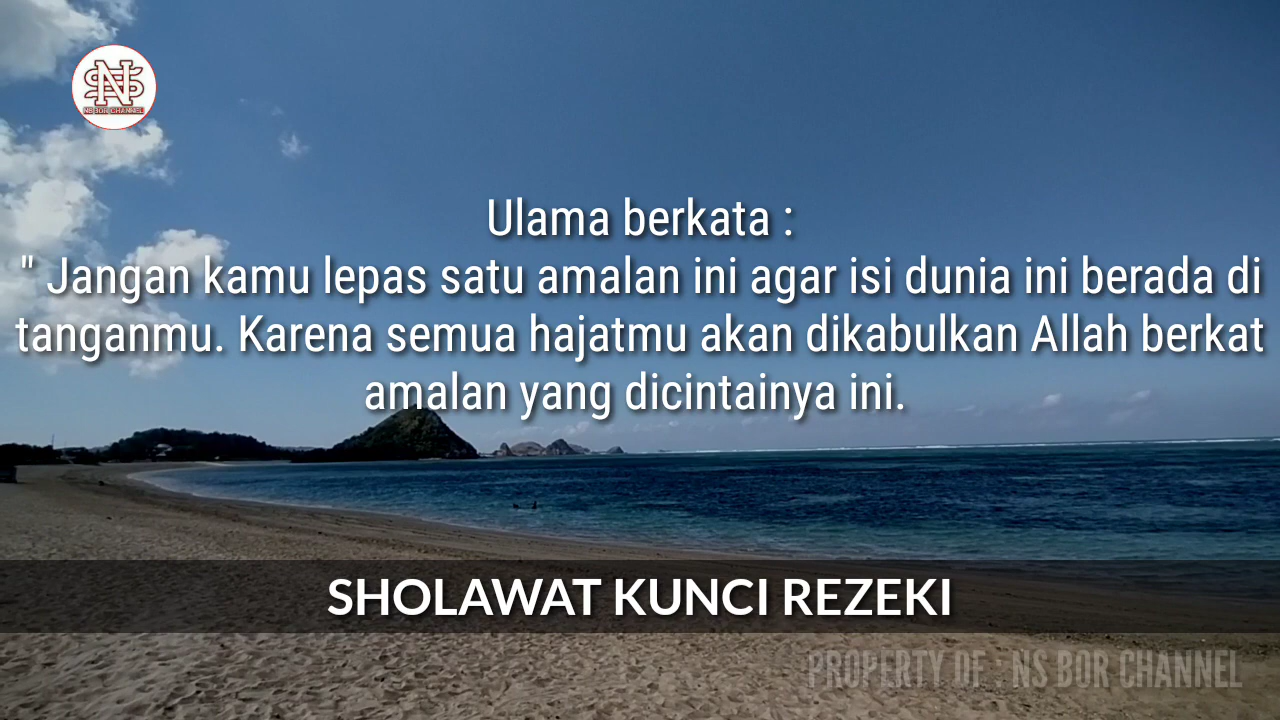 NS BOR CHANNEL
Ulama berkata :
" Jangan kamu lepas satu amalan ini agar isi dunia ini berada di
tanganmu. Karena semua hajatmu akan dikabulkan Allah berkat
amalan yang dicintainya ini.
SHOLAWAT KUNCI REZEKI
PROPERTY OF : NS BOR CHANNEL